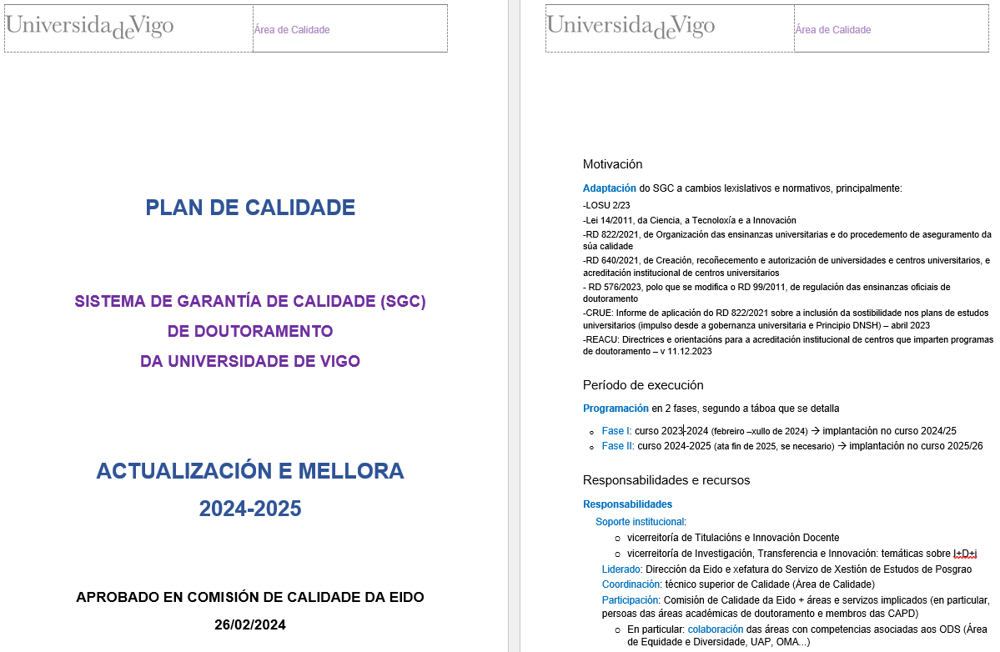 UniversidadeVigo
Área de Calidade
PLAN DE CALIDADE
SISTEMA DE GARANTÍA DE CALIDADE (SGC)
DE DOUTORAMENTO
DA UNIVERSIDADE DE VIGO
ACTUALIZACIÓN E MELLORA
2024-2025
APROBADO EN COMISIÓN DE CALIDADE DA EIDO
26/02/2024
UniversidadeVigo
Área de Calidade
Motivación
Adaptación do SGC a cambios lexislativos e normativos, principalmente:
-LOSU 2/23
-Lei 14/2011, da Ciencia, a Tecnoloxía e a Innovación
-RD 822/2021, de Organización das ensinanzas universitarias e do procedemento de aseguramento da
súa calidade
-RD 640/2021, de Creación, recoñecemento e autorización de universidades e centros universitarios, e
acreditación institucional de centros universitarios
- RD 576/2023, polo que se modifica o RD 99/2011, de regulación das ensinanzas oficiais de
doutoramento
-CRUE: Informe de aplicación do RD 822/2021 sobre a inclusión da sostibilidade nos plans de estudos
universitarios (impulso desde a gobernanza universitaria e Principio DNSH) – abril 2023
-REACU: Directrices e orientacións para a acreditación institucional de centros que imparten programas
de doutoramento – v 11.12.2023
Período de execución
Programación en 2 fases, segundo a táboa que se detalla
o Fase I: curso 2023-2024 (febreiro –xullo de 2024) → implantación no curso 2024/25
o Fase II: curso 2024-2025 (ata fin de 2025, se necesario) → implantación no curso 2025/26
Responsabilidades e recursos
Responsabilidades
Soporte institucional:
o vicerreitoría de Titulacións e Innovación Docente
o vicerreitoría de Investigación, Transferencia e Innovación: temáticas sobre I+D+i
Liderado: Dirección da Eido e xefatura do Servizo de Xestión de Estudos de Posgrao
Coordinación: técnico superior de Calidade (Área de Calidade)
Participación: Comisión de Calidade da Eido + áreas e servizos implicados (en particular,
persoas das áreas académicas de doutoramento e membros das CAPD)
o En particular: colaboración das áreas con competencias asociadas aos ODS (Área
de Equidade e Diversidade, UAP, OMA...)